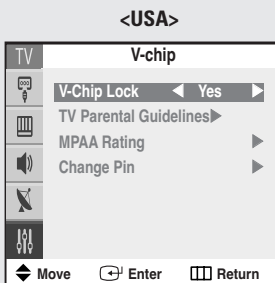 <USA>
TV V-chip
V-Chip Lock ◀ Yes ▶
TV Parental Guidelines▶
MPAA Rating ▶
Change Pin ▶
Move Enter Return